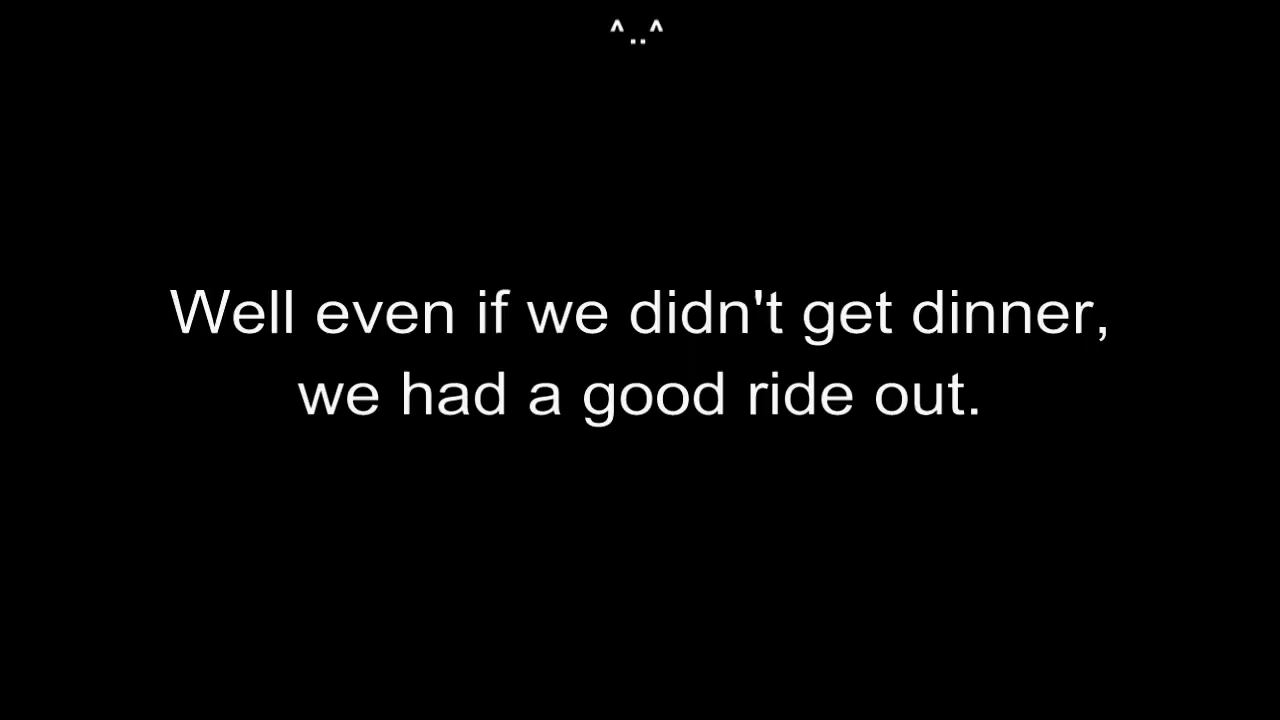 ^..^
Well even if we didn't get dinner,
we had a good ride out.